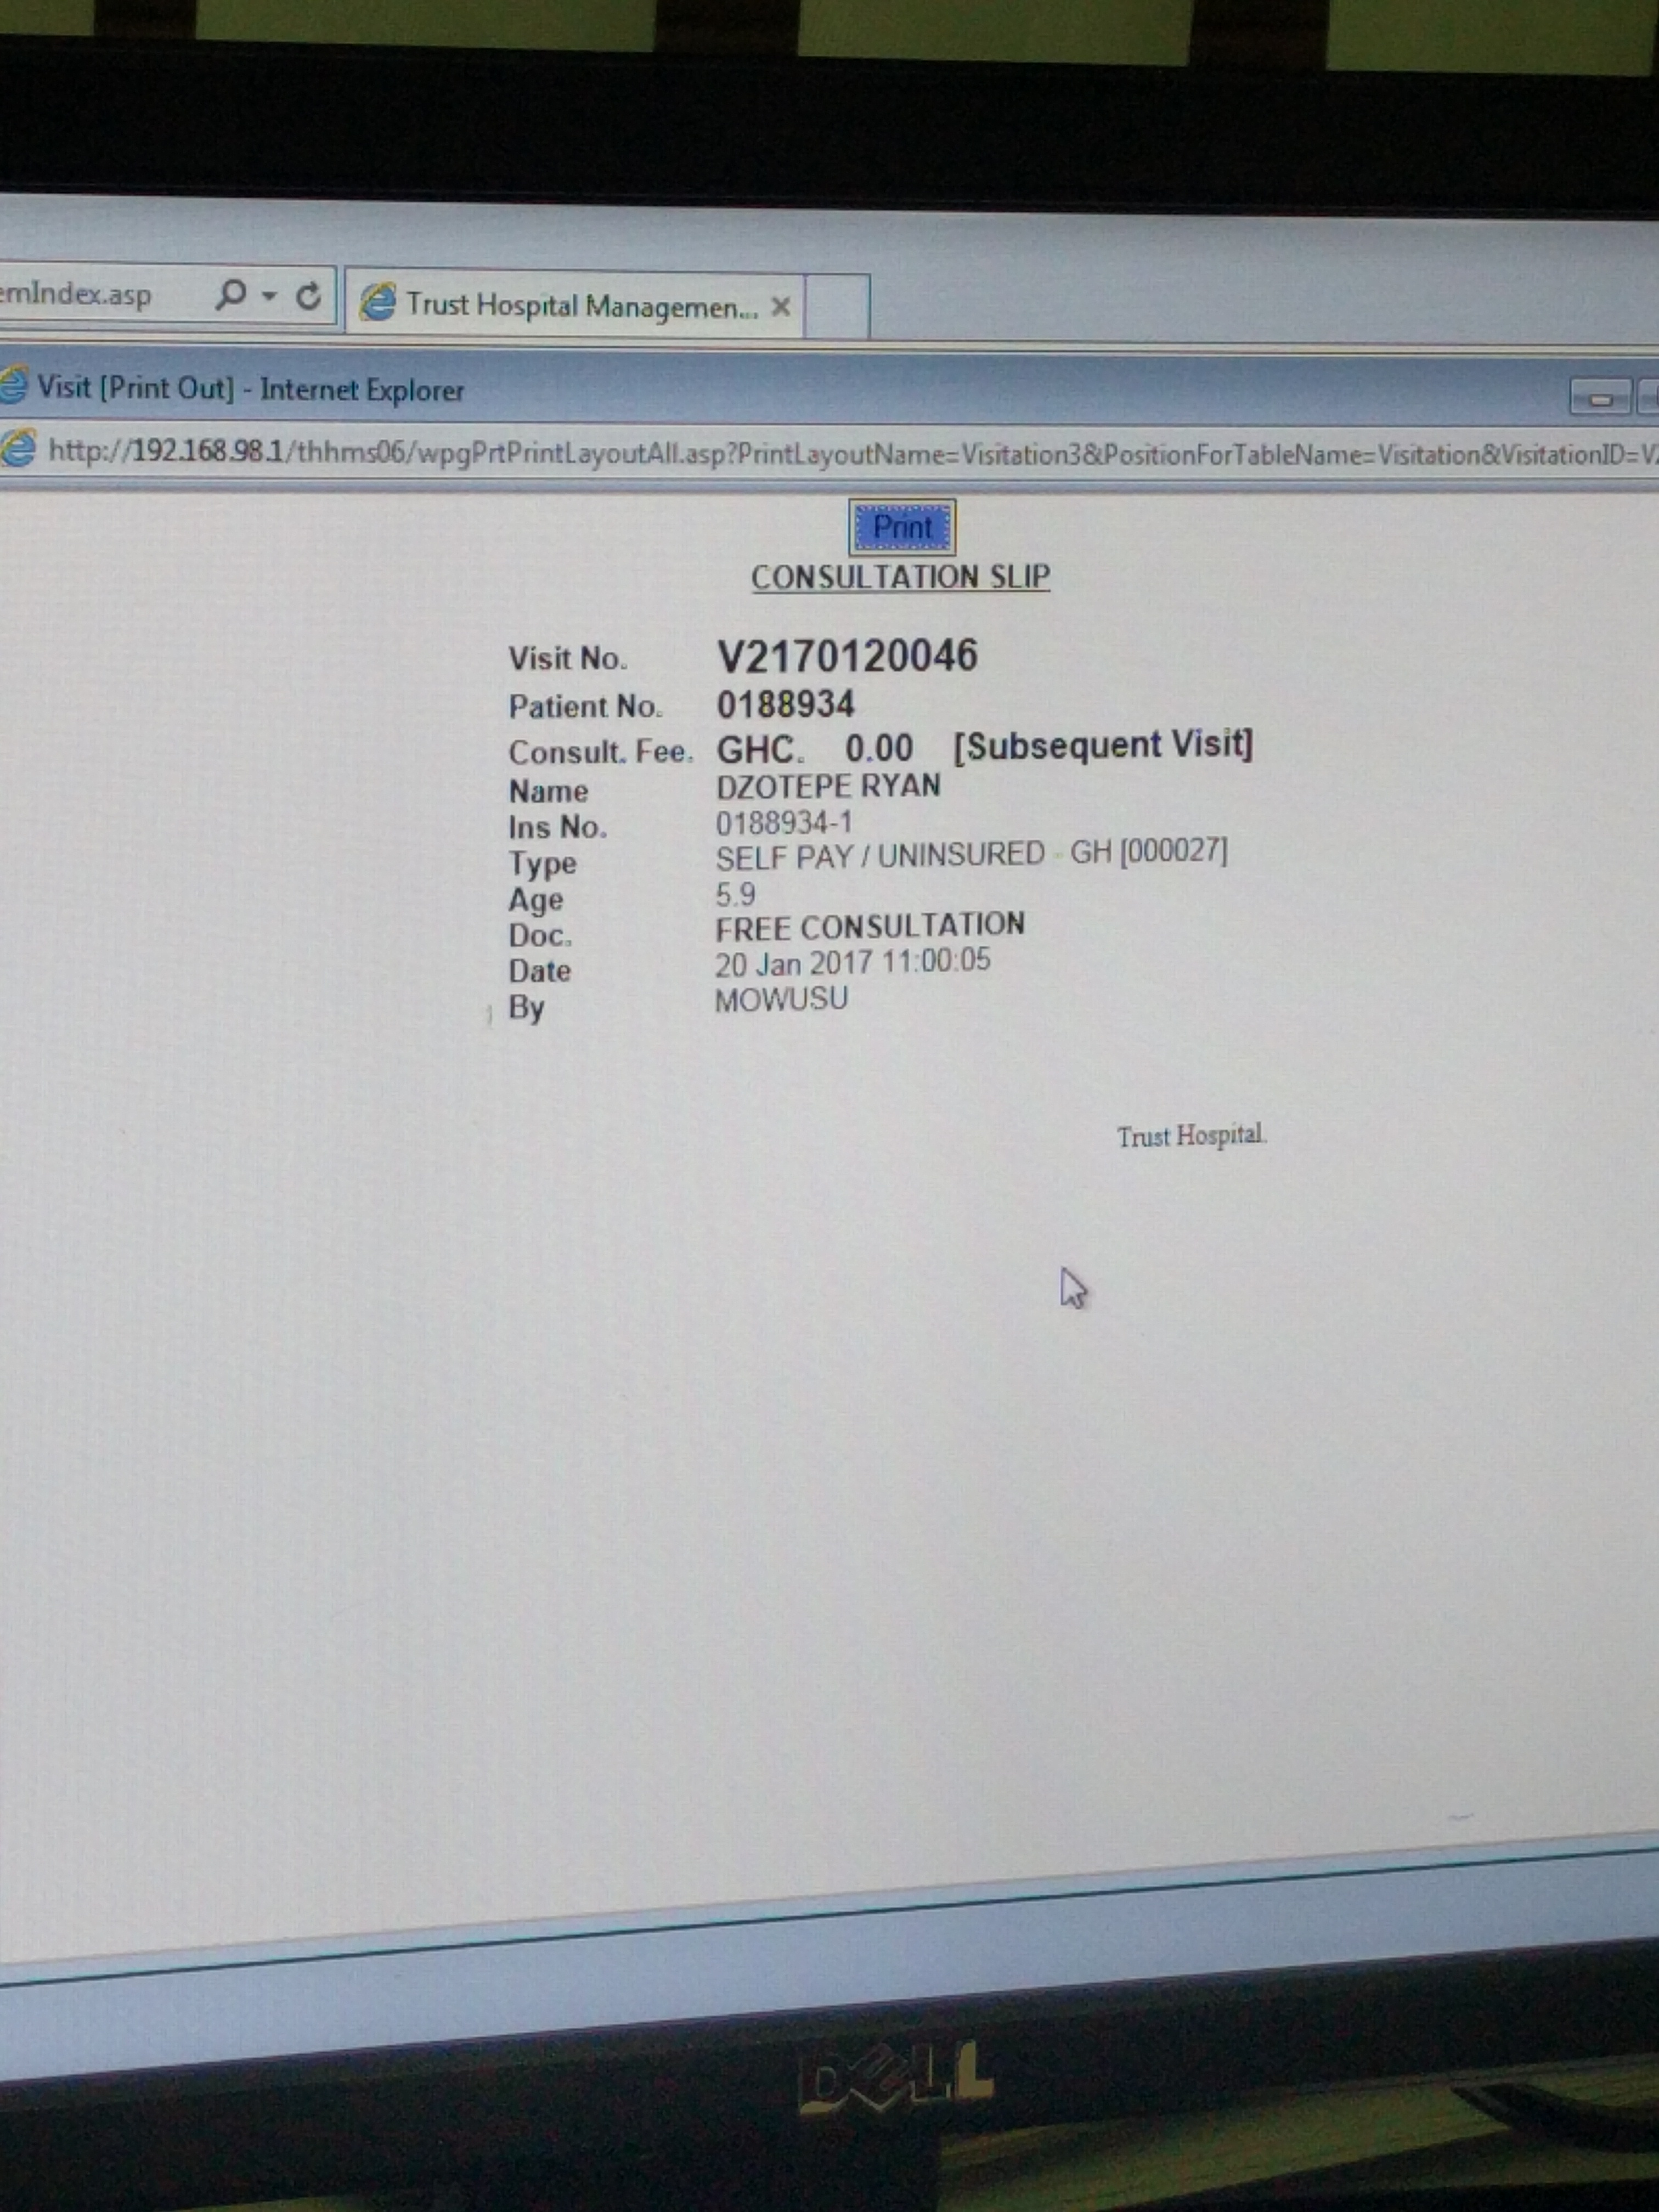 emIndex.asp
Trust Hospital Managemen...
Visit [Print Out] - Internet Explorer
http://192.168.98.1/thhms06/wpgPrtPrintLayoutAll.asp?PrintLayoutName=Visitation3&PositionForTableName=Visitation&VisitationID=V2
Print
CONSULTATION SLIP
Visit No. V2170120046
Patient No. 0188934
Consult. Fee. GHC. 0.00 [Subsequent Visit]
Name DZOTEPE RYAN
Ins No. 0188934-1
Type SELF PAY / UNINSURED - GH [000027]
Age 5.9
Doc. FREE CONSULTATION
Date 20 Jan 2017 11:00:05
By MOWUSU
Trust Hospital.
DELL